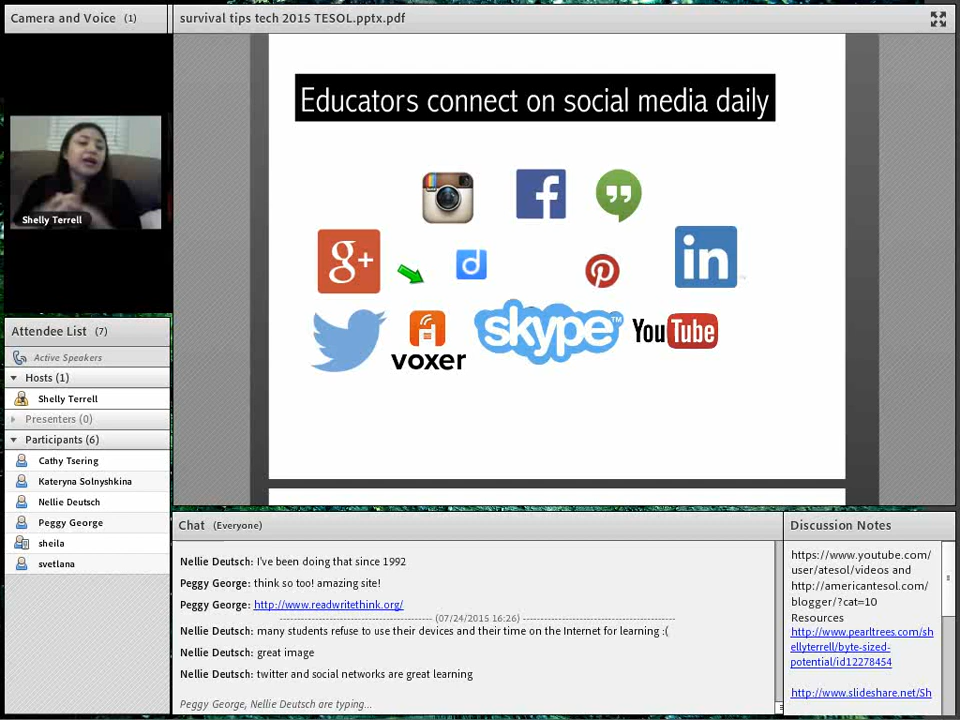 Camera and Voice (1)
survival tips tech 2015 TESOL.pptx.pdf
Educators connect on social media daily
f
g+
d
in
skype™
You Tube
voxer
Shelly Terrell
Attendee List (7)
Active Speakers
Hosts (1)
Shelly Terrell
Presenters (0)
Participants (6)
Cathy Tsering
Kateryna Solnyshkina
Nellie Deutsch
Peggy George
sheila
svetlana
Chat (Everyone)
Nellie Deutsch: I've been doing that since 1992
Peggy George: think so too! amazing site!
Peggy George: http://www.readwritethink.org/
(07/24/2015 16:26)
Nellie Deutsch: many students refuse to use their devices and their time on the Internet for learning :(
Nellie Deutsch: great image
Nellie Deutsch: twitter and social networks are great learning
Peggy George, Nellie Deutsch are typing...
Discussion Notes
https://www.youtube.com/
user/atesol/videos and
http://americantesol.com/
blogger/?cat=10
Resources
http://www.pearltrees.com/sh
ellyterrell/byte-sized-
potential/id12278454
http://www.slideshare.net/Sh